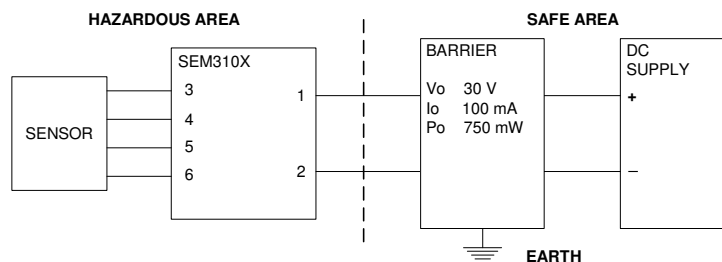 HAZARDOUS AREA
SAFE AREA
SEM310X
BARRIER
DC
SUPPLY
SENSOR
3
4
5
6
1
2
Vo 30 V
Io 100 mA
Po 750 mW
+
–
EARTH